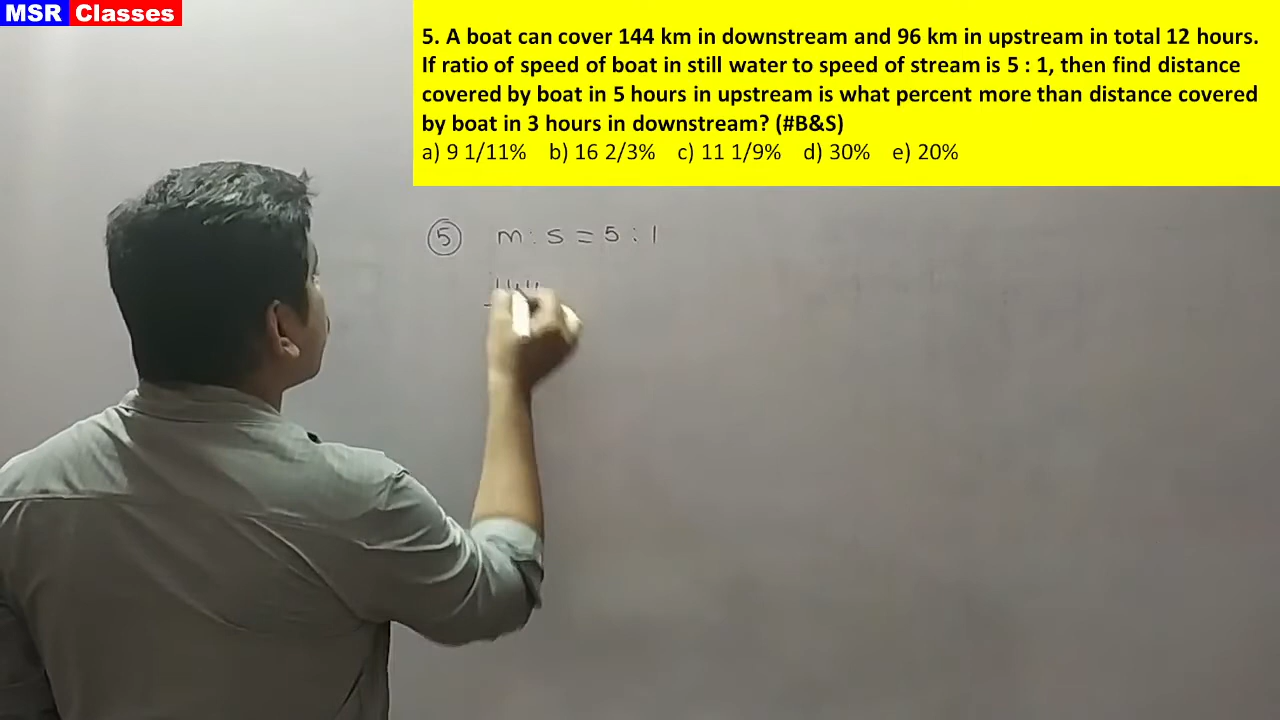 MSR Classes
5. A boat can cover 144 km in downstream and 96 km in upstream in total 12 hours.
If ratio of speed of boat in still water to speed of stream is 5 : 1, then find distance
covered by boat in 5 hours in upstream is what percent more than distance covered
by boat in 3 hours in downstream? (#B&S)
a) 9 1/11% b) 16 2/3% c) 11 1/9% d) 30% e) 20%
5 m : s = 5 : 1
144